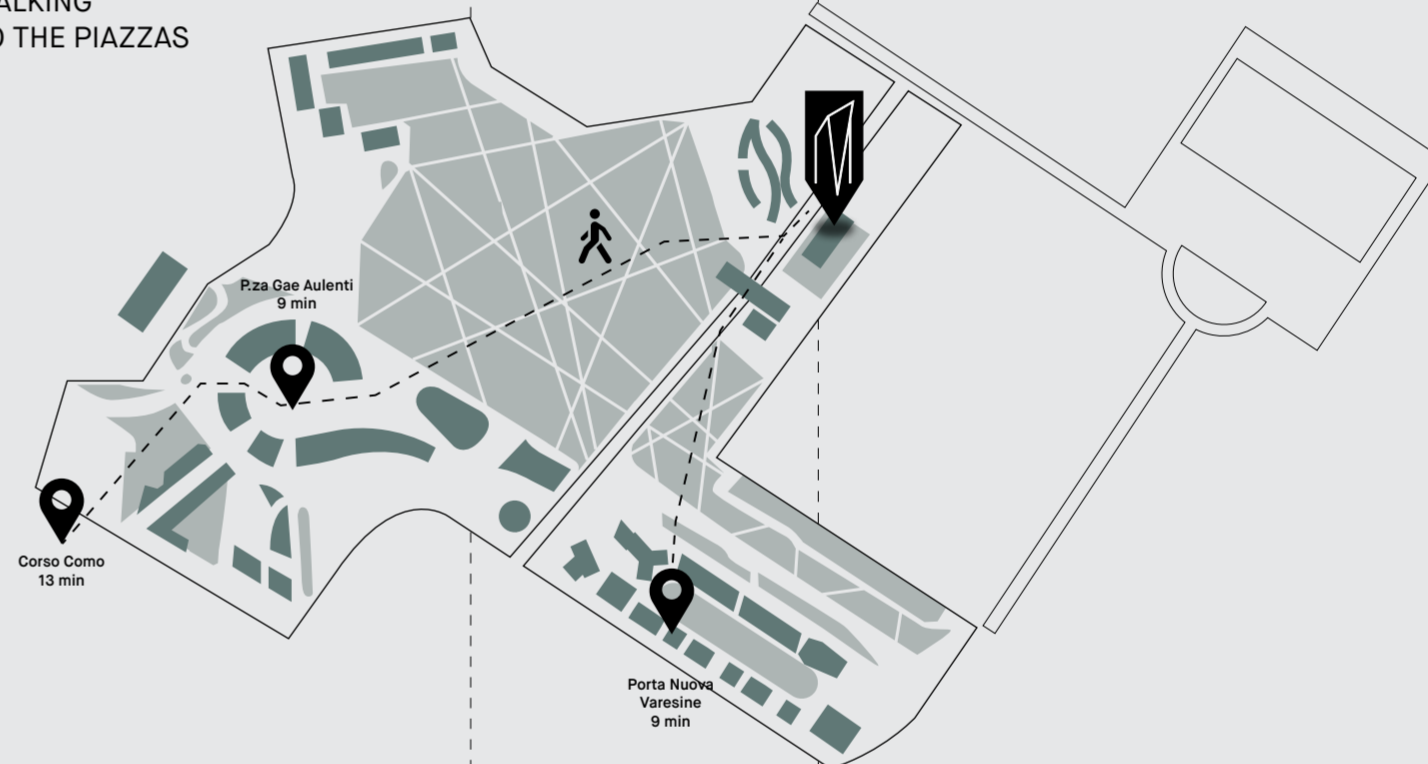 THE PIAZZAS
P.za Gae Aulenti
9 min
Corso Como
13 min
Porta Nuova
Varesine
9 min